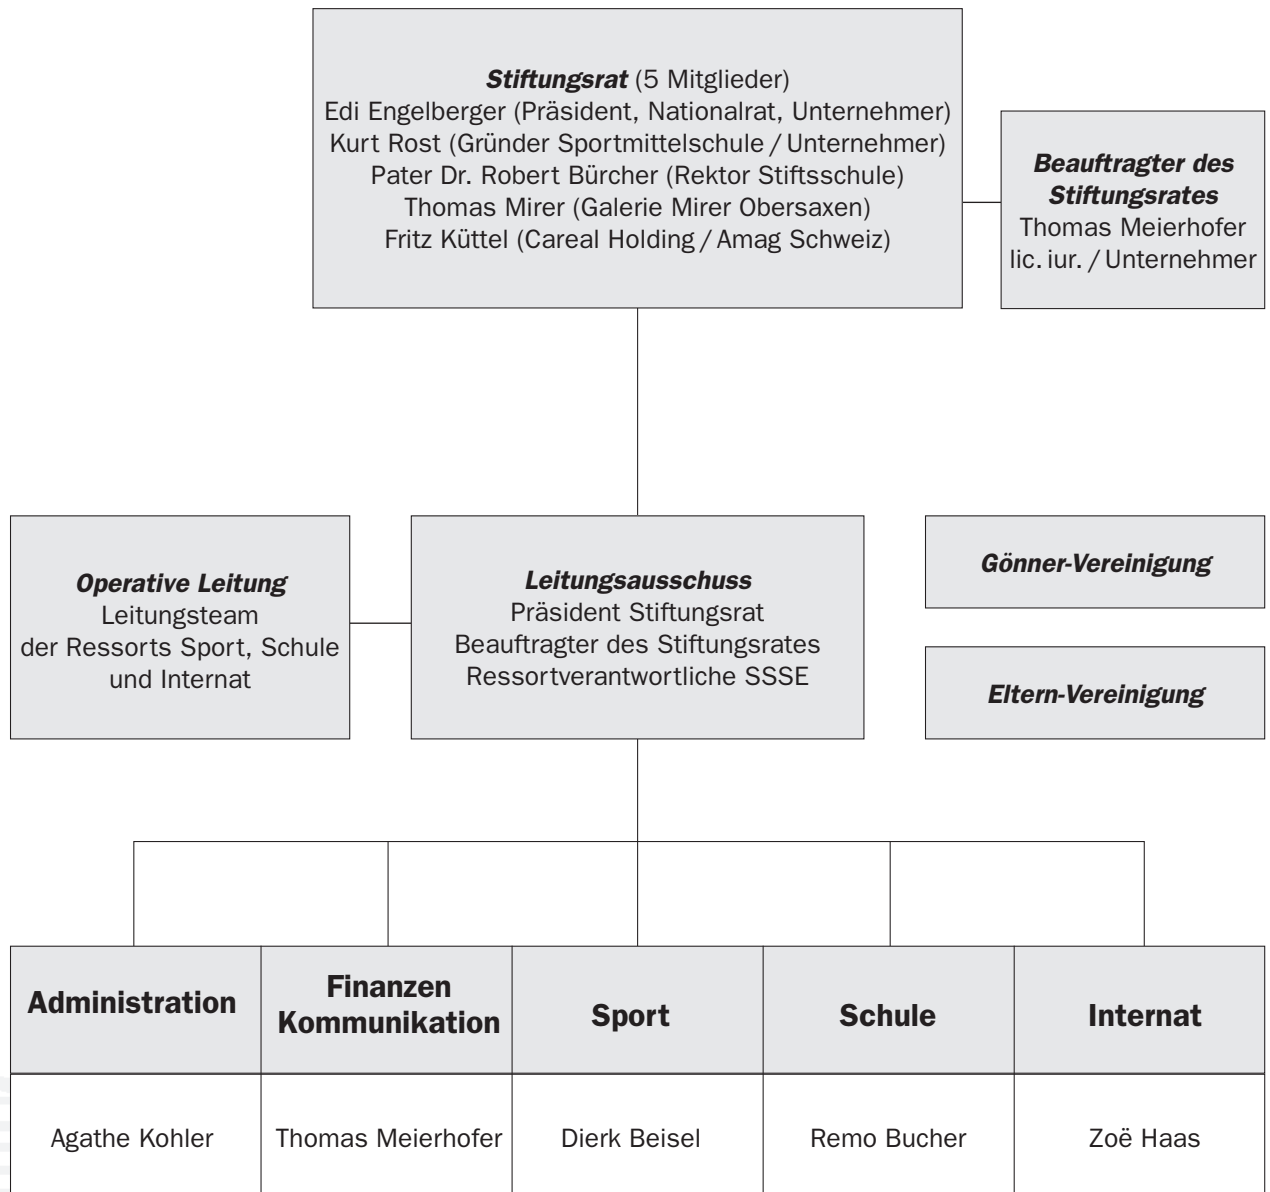 Stiftungsrat (5 Mitglieder)
Edi Engelberger (Präsident, Nationalrat, Unternehmer)
Kurt Rost (Gründer Sportmittelschule / Unternehmer)
Pater Dr. Robert Bürcher (Rektor Stiftsschule)
Thomas Mirer (Galerie Mirer Obersaxen)
Fritz Küttel (Careal Holding / Amag Schweiz)
Beauftragter des
Stiftungsrates
Thomas Meierhofer
lic. iur. / Unternehmer
Operative Leitung
Leitungsteam
der Ressorts Sport, Schule
und Internat
Leitungsausschuss
Präsident Stiftungsrat
Beauftragter des Stiftungsrates
Ressortverantwortliche SSSE
Gönner-Vereinigung
Eltern-Vereinigung
Administration
Finanzen
Kommunikation
Sport
Schule
Internat
Agathe Kohler
Thomas Meierhofer
Dierk Beisel
Remo Bucher
Zoë Haas